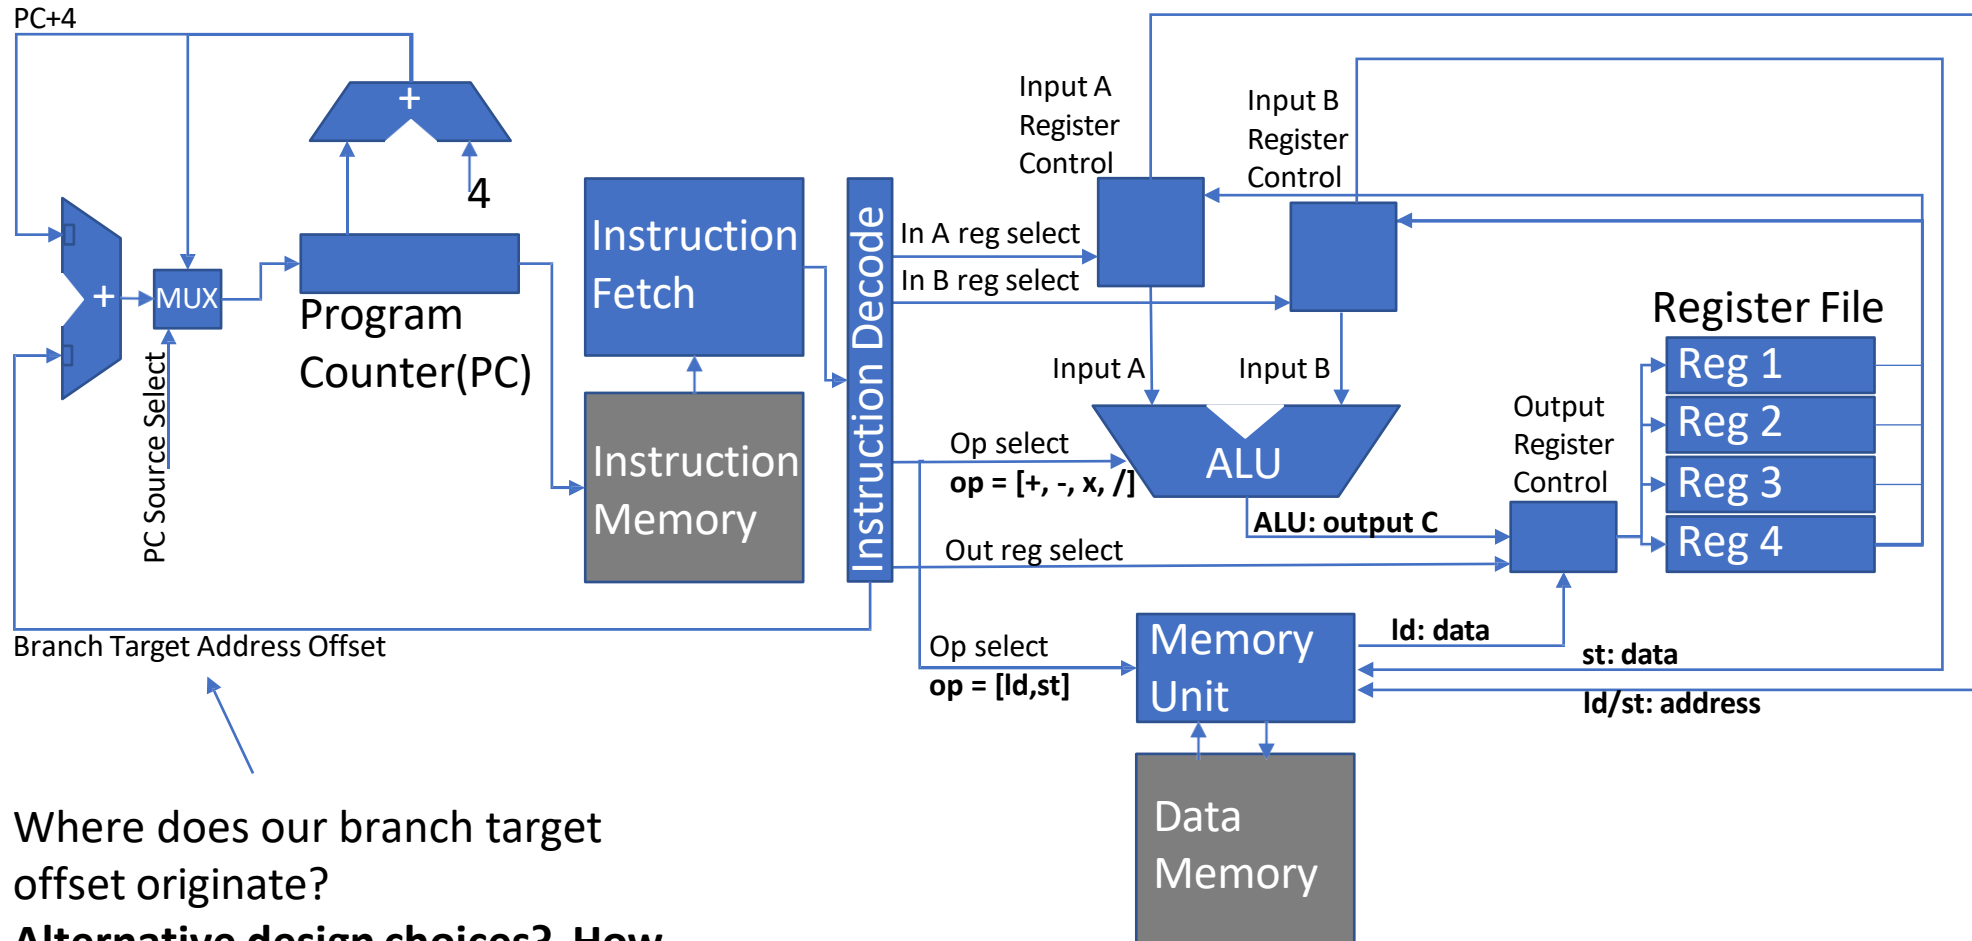 PC+4
+
4
+
MUX
PC Source Select
Program
Counter(PC)
Instruction
Fetch
Instruction
Memory
Instruction Decode
Branch Target Address Offset
Input A
Register
Control
Input B
Register
Control
In A reg select
In B reg select
Input A
Input B
Op select
op = [+, -, x, /]
ALU
ALU: output C
Out reg select
Output
Register
Control
Register File
Reg 1
Reg 2
Reg 3
Reg 4
Op select
op = [ld,st]
Memory
Unit
ld: data
st: data
ld/st: address
Data
Memory
Where does our branch target
offset originate?
Alternative design choices? How